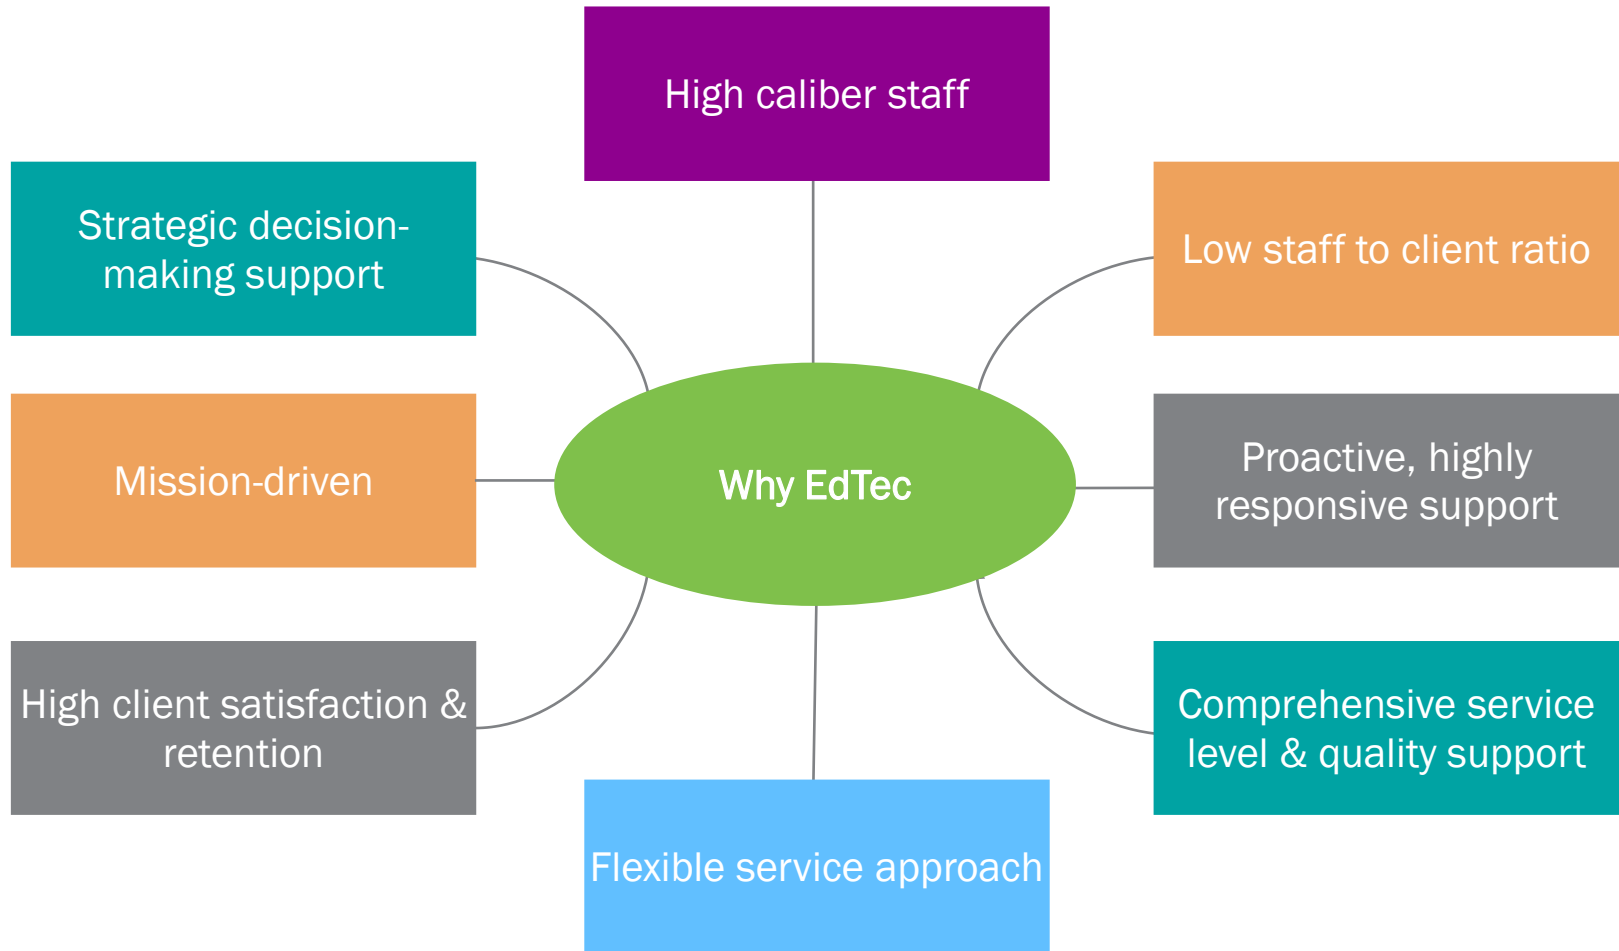 High caliber staff
Strategic decision-
making support
Low staff to client ratio
Mission-driven
Why EdTec
Proactive, highly
responsive support
High client satisfaction &
retention
Comprehensive service
level & quality support
Flexible service approach